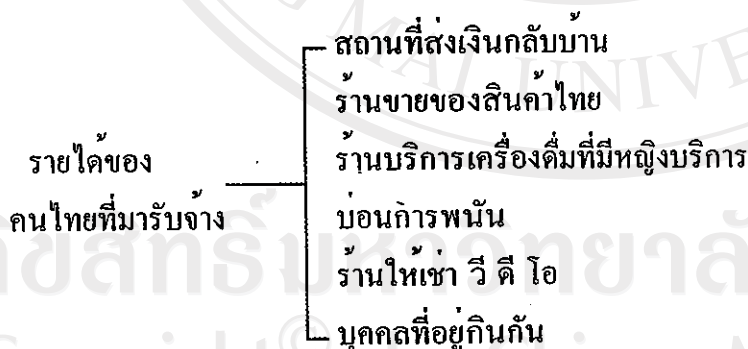 สถานที่ส่งเงินกลับบ้าน
ร้านขายของสินค้าไทย
รายได้ของ
ร้านบริการเครื่องดื่มที่มีหญิงบริการ
คนไทยที่มารับจ้าง
บ่อนการพนัน
ร้านให้เช่า วี ดี โอ
บุคคลที่อยู่กินกัน